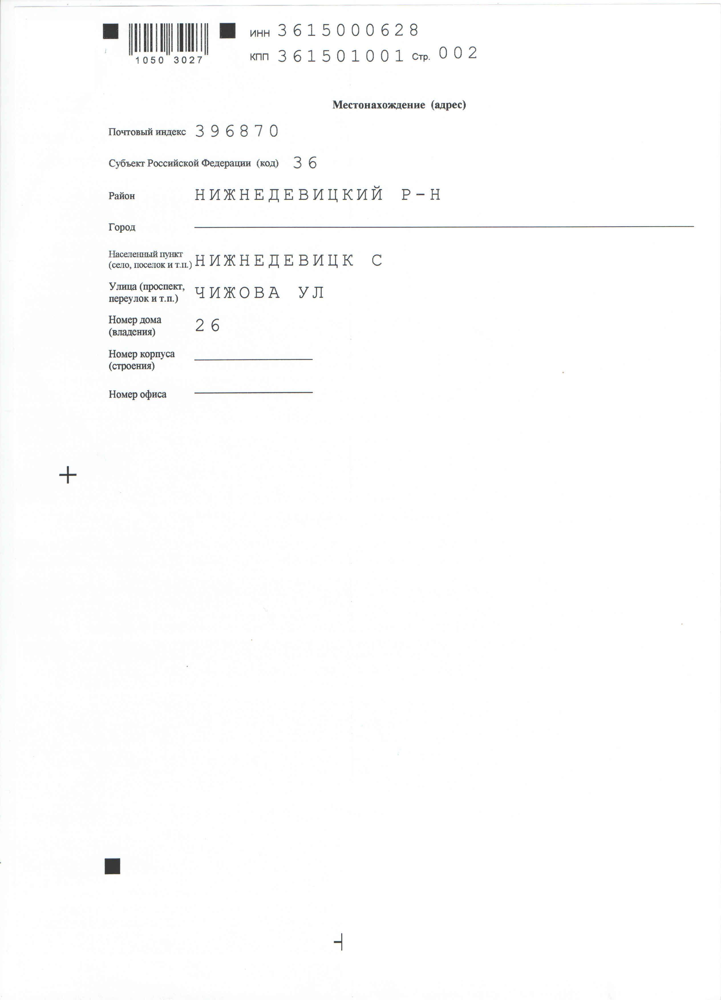 ИНН 3615000628
1050 3027
КПП 361501001 Стр. 002
Местонахождение (адрес)
Почтовый индекс 396870
Субъект Российской Федерации (код) 36
Район НИЖНЕДЕВИЦКИЙ Р-Н
Город
Населенный пункт
(село, поселок и т.п.) НИЖНЕДЕВИЦК С
Улица (проспект,
переулок и т.п.) ЧИЖОВА УЛ
Номер дома
(владения) 26
Номер корпуса
(строения)
Номер офиса